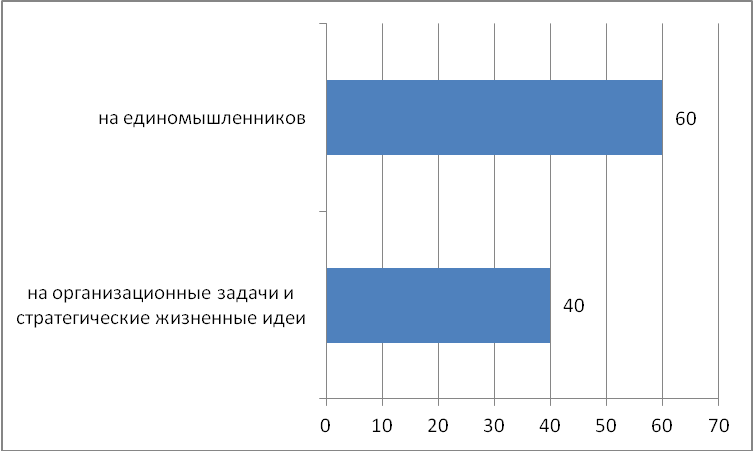 на единомышленников
60
на организационные задачи и
стратегические жизненные идеи
40
0 10 20 30 40 50 60 70